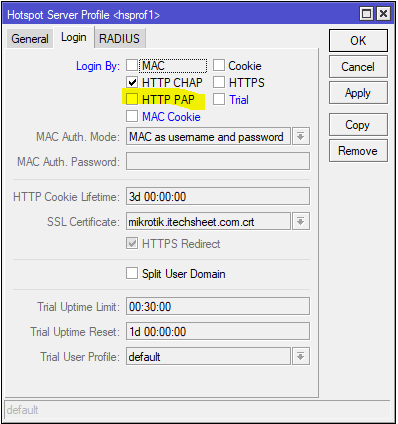 Hotspot Server Profile <hsprof1>
General Login RADIUS
Login By: MAC Cookie
HTTP CHAP HTTPS
HTTP PAP Trial
MAC Cookie
MAC Auth. Mode: MAC as username and password
MAC Auth. Password:
HTTP Cookie Lifetime: 3d 00:00:00
SSL Certificate: mikrotik.itechsheet.com.crt
HTTPS Redirect
Split User Domain
Trial Uptime Limit: 00:30:00
Trial Uptime Reset: 1d 00:00:00
Trial User Profile: default
OK
Cancel
Apply
Copy
Remove
default